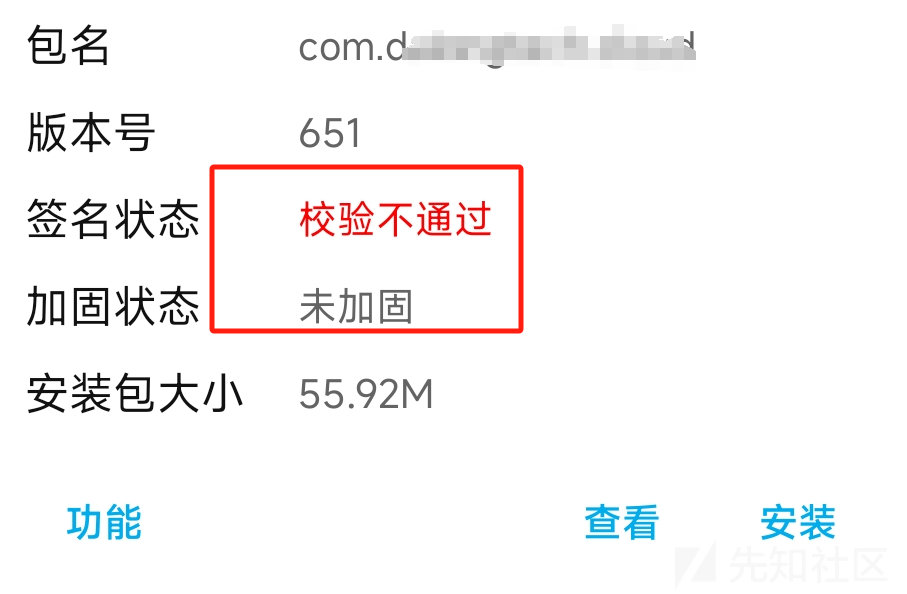 包名 com.d
版本号 651
签名状态 校验不通过
加固状态 未加固
安装包大小 55.92M
功能 查看 安装
先知社区